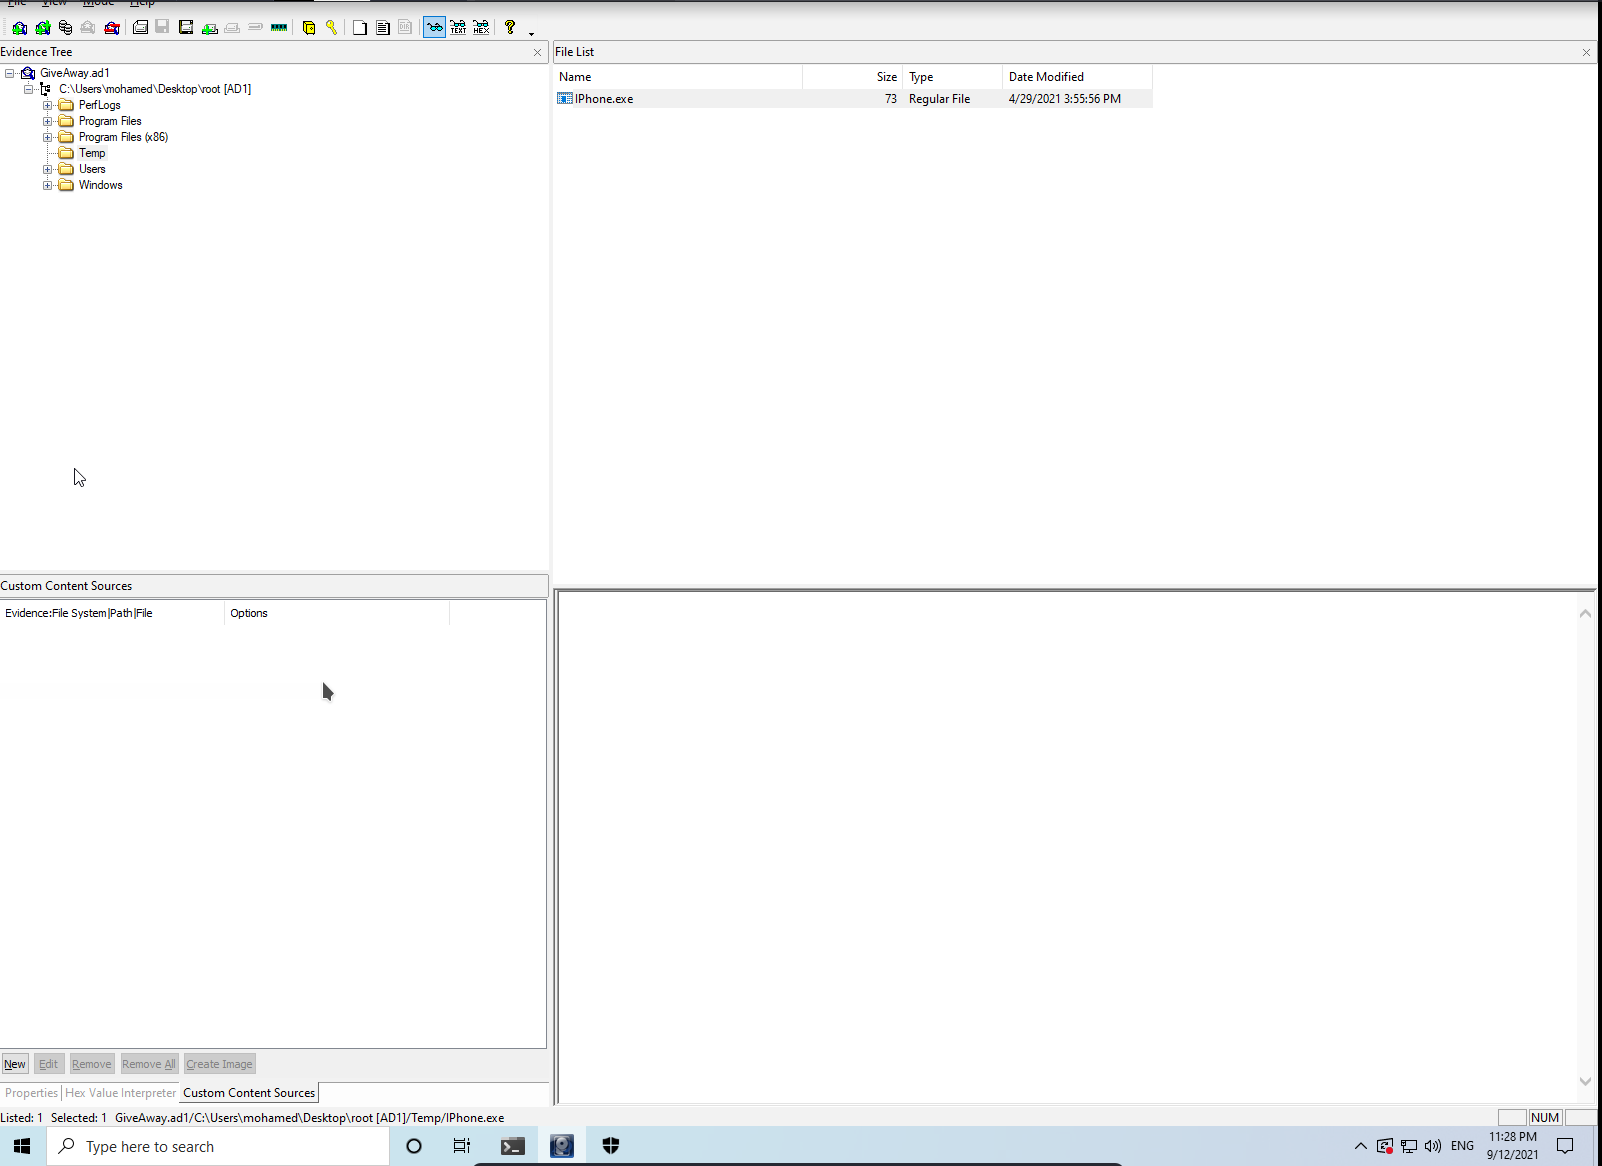 File View Mode Help
TEXT HEX
Evidence Tree
GiveAway.ad1
C:\Users\mohamed\Desktop\root [AD1]
PerfLogs
Program Files
Program Files (x86)
Temp
Users
Windows
File List
Name Size Type Date Modified
IPhone.exe 73 Regular File 4/29/2021 3:55:56 PM
Custom Content Sources
Evidence:File System|Path|File Options
New Edit Remove Remove All Create Image
Properties Hex Value Interpreter Custom Content Sources
Listed: 1 Selected: 1 GiveAway.ad1/C:\Users\mohamed\Desktop\root [AD1]/Temp/IPhone.exe
NUM
Type here to search
ENG
11:28 PM
9/12/2021